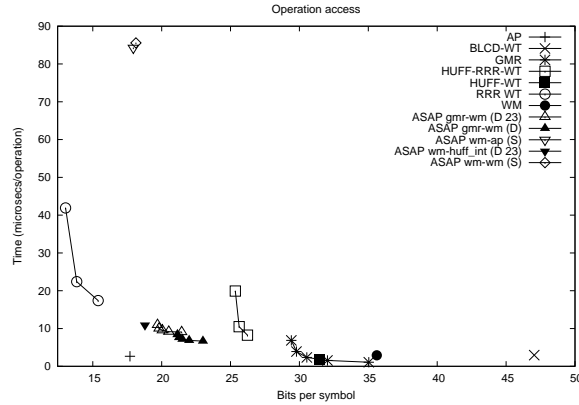 Operation access
90
80
70
60
50
40
30
20
10
0
Time (microsecs/operation)
15 20 25 30 35 40 45 50
Bits per symbol
AP
BLCD-WT
GMR
HUFF-RRR-WT
HUFF-WT
RRR WT
WM
ASAP gmr-wm (D 23)
ASAP gmr-wm (D)
ASAP wm-ap (S)
ASAP wm-huff_int (D 23)
ASAP wm-wm (S)